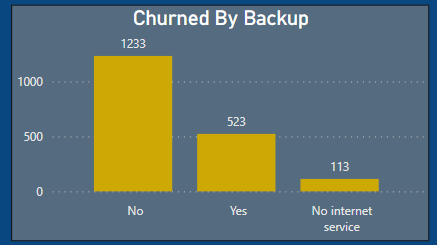 Churned By Backup
1233
1000
523
500
113
0
No
Yes
No internet
service